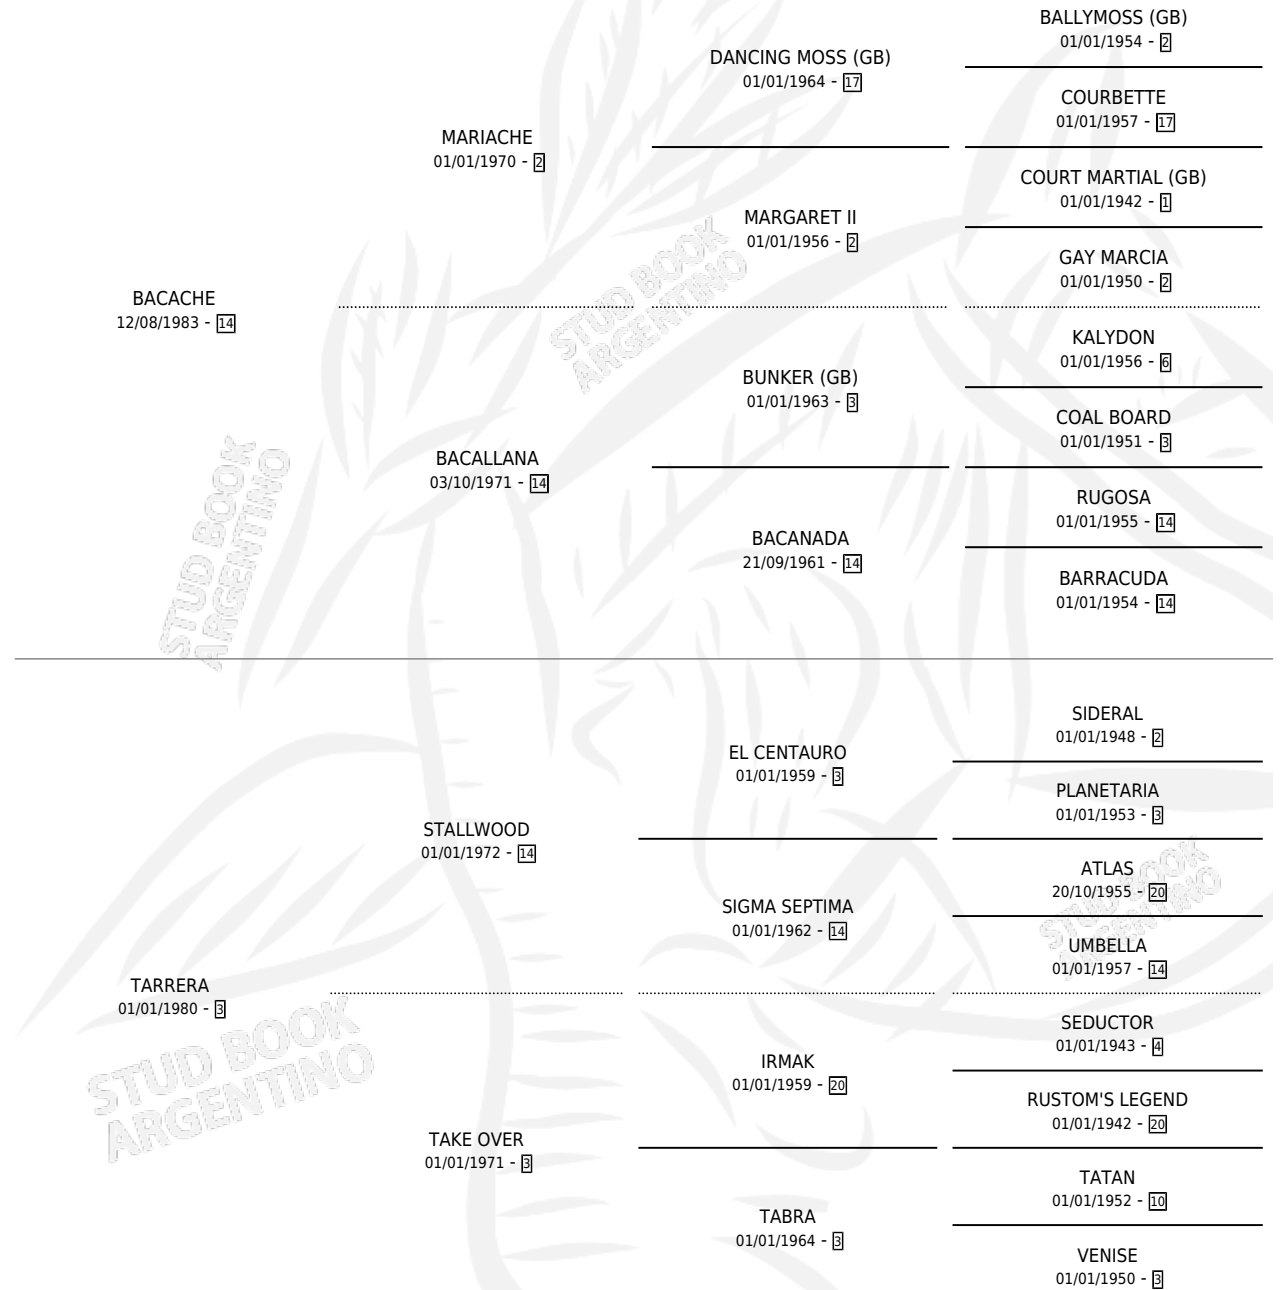 BALLYMOSS (GB)
01/01/1954 - 2
DANCING MOSS (GB)
01/01/1964 - 17
COURBETTE
01/01/1957 - 17
MARIACHE
01/01/1970 - 2
COURT MARTIAL (GB)
01/01/1942 - 1
MARGARET II
01/01/1956 - 2
GAY MARCIA
01/01/1950 - 2
BACACHE
12/08/1983 - 14
KALYDON
01/01/1956 - 6
BUNKER (GB)
01/01/1963 - 3
COAL BOARD
01/01/1951 - 3
BACALLANA
03/10/1971 - 14
RUGOSA
01/01/1955 - 14
BACANADA
21/09/1961 - 14
BARRACUDA
01/01/1954 - 14
SIDERAL
01/01/1948 - 2
EL CENTAURO
01/01/1959 - 3
PLANETARIA
01/01/1953 - 3
STALLWOOD
01/01/1972 - 14
ATLAS
20/10/1955 - 20
SIGMA SEPTIMA
01/01/1962 - 14
UMBELLA
01/01/1957 - 14
TARRERA
01/01/1980 - 3
SEDUCTOR
01/01/1943 - 4
IRMAK
01/01/1959 - 20
RUSTOM'S LEGEND
01/01/1942 - 20
TAKE OVER
01/01/1971 - 3
TATAN
01/01/1952 - 10
TABRA
01/01/1964 - 3
VENISE
01/01/1950 - 3
STUD BOOK
ARGENTINO
STUD BOOK
ARGENTINO
STUD BOOK
ARGENTINO
STUD BOOK
ARGENTINO